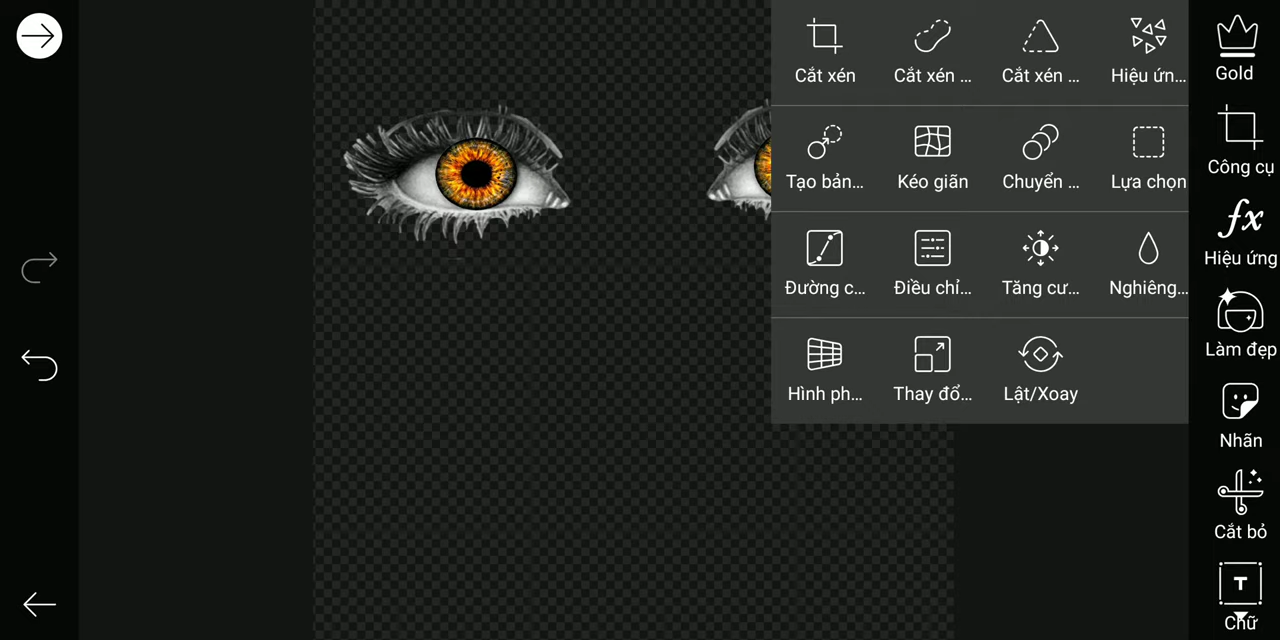 Cắt xén
Cắt xén ...
Cắt xén ...
Hiệu ứn...
Tạo bản...
Kéo giãn
Chuyển ...
Lựa chọn
Đường c...
Điều chỉ...
Tăng cư...
Nghiêng...
Hình ph...
Thay đổ...
Lật/Xoay
Gold
Công cụ
fx
Hiệu ứng
Làm đẹp
Nhãn
Cắt bỏ
T
Chữ